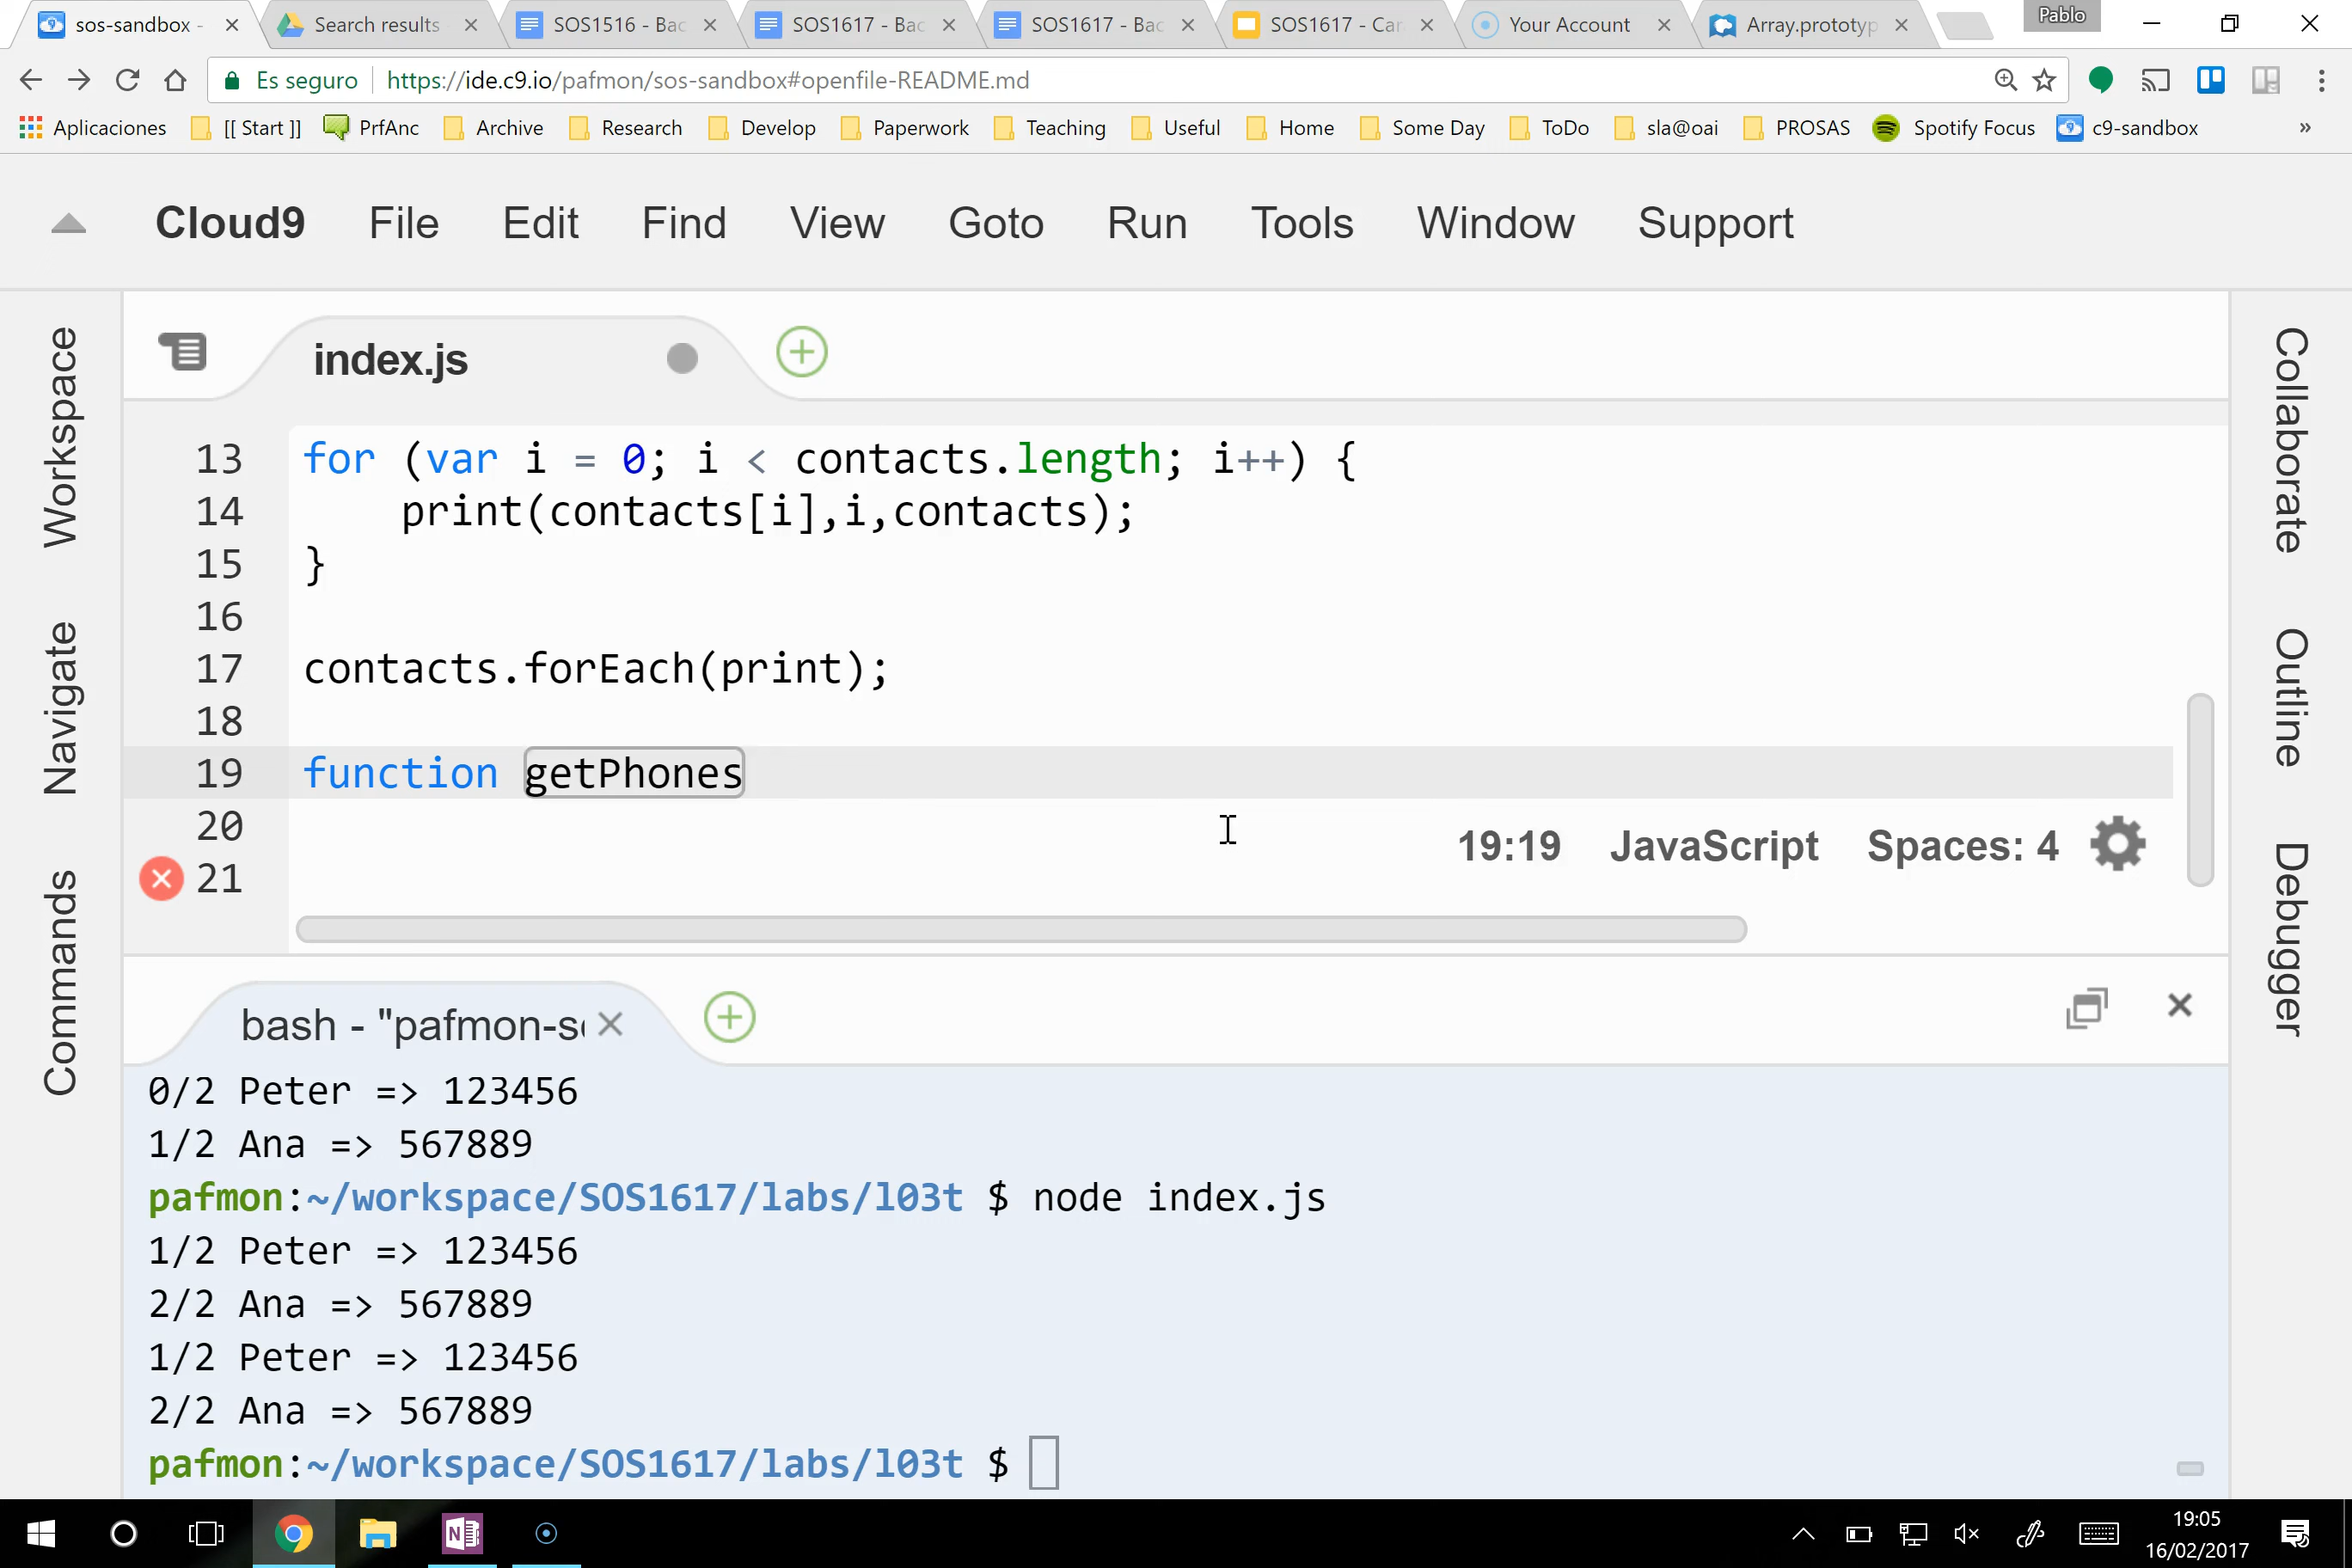 sos-sandbox -
Search results
SOS1516 - Bac
SOS1617 - Bac
SOS1617 - Bac
SOS1617 - Car
Your Account
Array.prototyp
Pablo
Es seguro
https://ide.c9.io/pafmon/sos-sandbox#openfile-README.md
Aplicaciones [[ Start ]] PrfAnc Archive Research Develop Paperwork Teaching Useful Home Some Day ToDo sla@oai PROSAS Spotify Focus c9-sandbox »
Cloud9 File Edit Find View Goto Run Tools Window Support
Workspace
Navigate
Commands
Collaborate
Outline
Debugger
index.js
13 for (var i = 0; i < contacts.length; i++) {
14 print(contacts[i],i,contacts);
15 }
16
17 contacts.forEach(print);
18
19 function getPhones
20
21
19:19 JavaScript Spaces: 4
bash - "pafmon-s
0/2 Peter => 123456
1/2 Ana => 567889
pafmon:~/workspace/SOS1617/labs/l03t $ node index.js
1/2 Peter => 123456
2/2 Ana => 567889
1/2 Peter => 123456
2/2 Ana => 567889
pafmon:~/workspace/SOS1617/labs/l03t $
19:05
16/02/2017